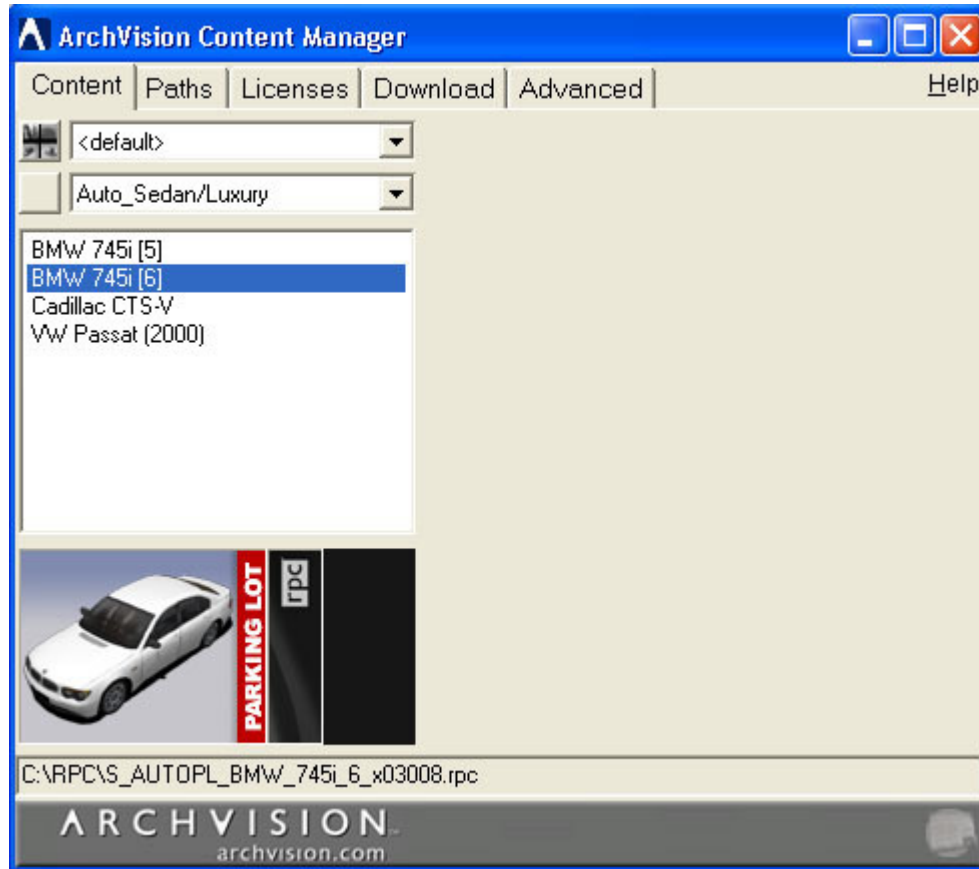 ArchVision Content Manager
Content Paths Licenses Download Advanced Help
<default>
Auto_Sedan/Luxury
BMW 745i [5]
BMW 745i [6]
Cadillac CTS-V
VW Passat (2000)
PARKING LOT
rpc
C:\RPC\S_AUTOPL_BMW_745i_6_x03008.rpc
ARCHVISION
archvision.com